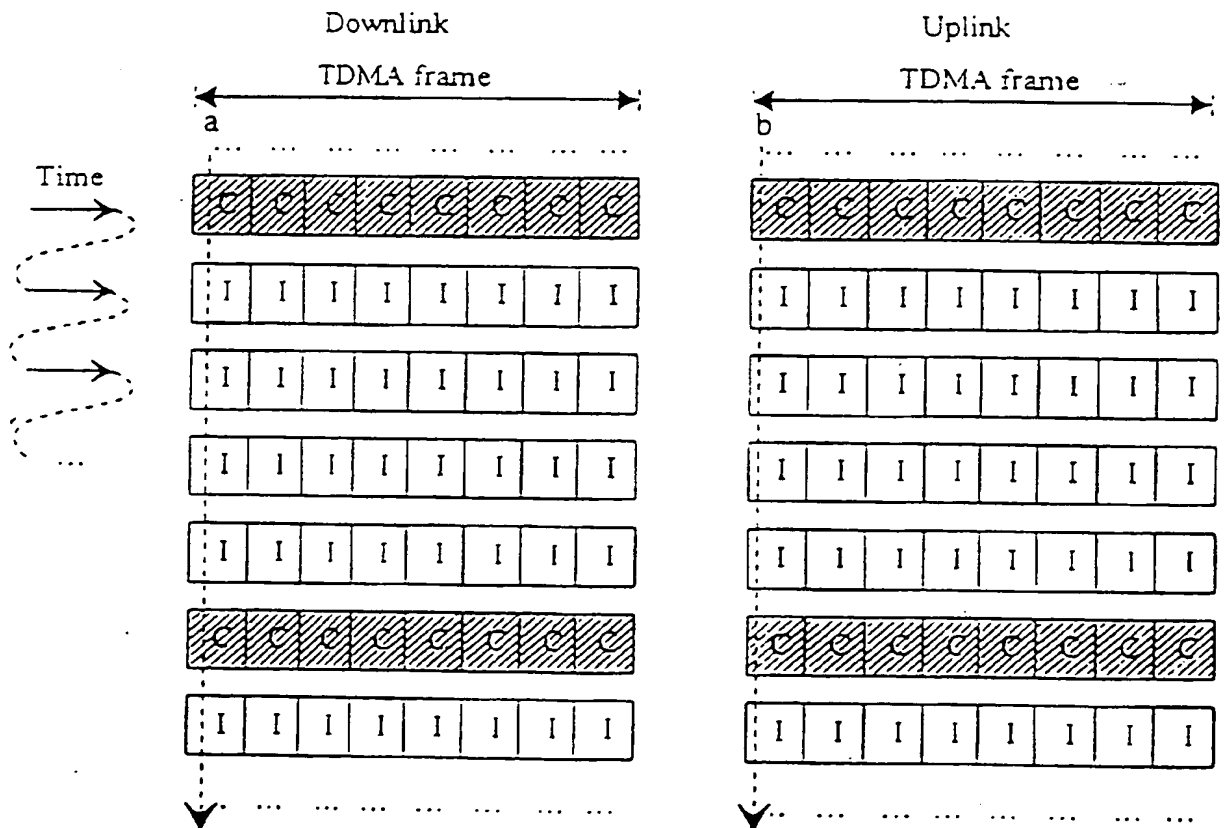 Downlink Uplink
TDMA frame TDMA frame
a b
... ... ... ... ... ... ... ... ... ... ... ... ... ... ... ...
Time
C C C C C C C C C C C C C C C C
I I I I I I I I I I I I I I I I
I I I I I I I I I I I I I I I I
I I I I I I I I I I I I I I I I
...
I I I I I I I I I I I I I I I I
C C C C C C C C C C C C C C C C
I I I I I I I I I I I I I I I I
... ... ... ... ... ... ... ... ... ... ... ... ... ... ... ...